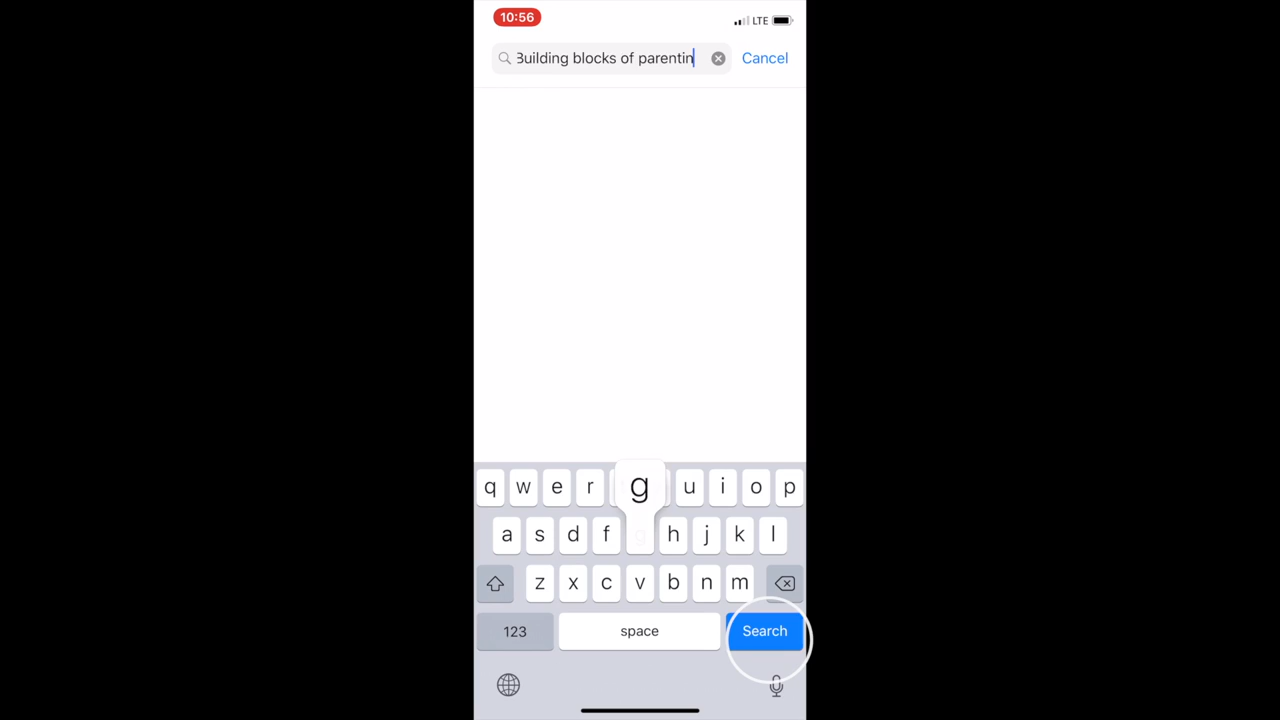 10:56
LTE
Building blocks of parentin
Cancel
q w e r g u i o p
a s d f g h j k l
z x c v b n m
123 space Search